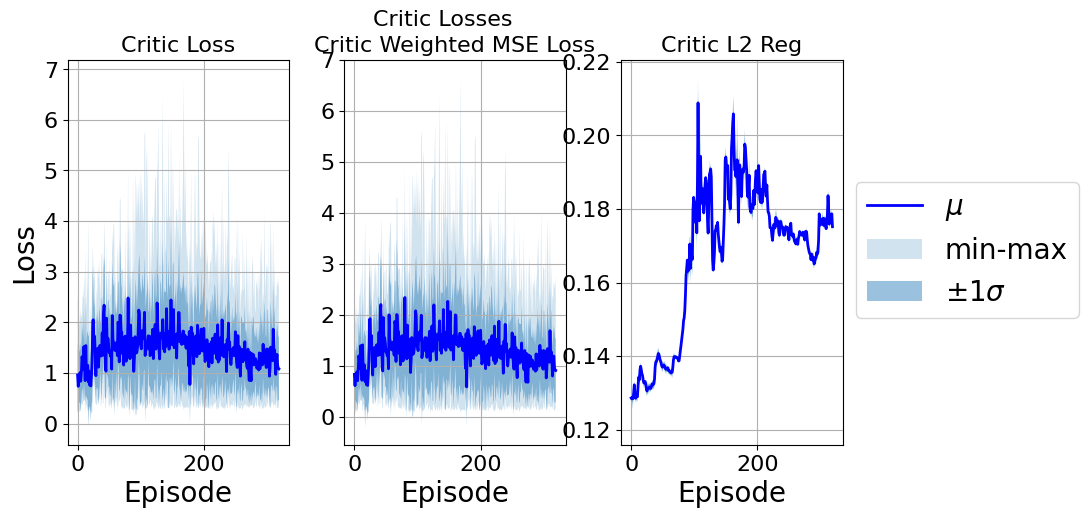 Critic Losses
Critic Loss
Critic Weighted MSE Loss
Critic L2 Reg
7
6
5
4
3
2
1
0
Loss
0
200
Episode
7
6
5
4
3
2
1
0
0
200
Episode
0.22
0.20
0.18
0.16
0.14
0.12
0
200
Episode
μ
min-max
±1σ